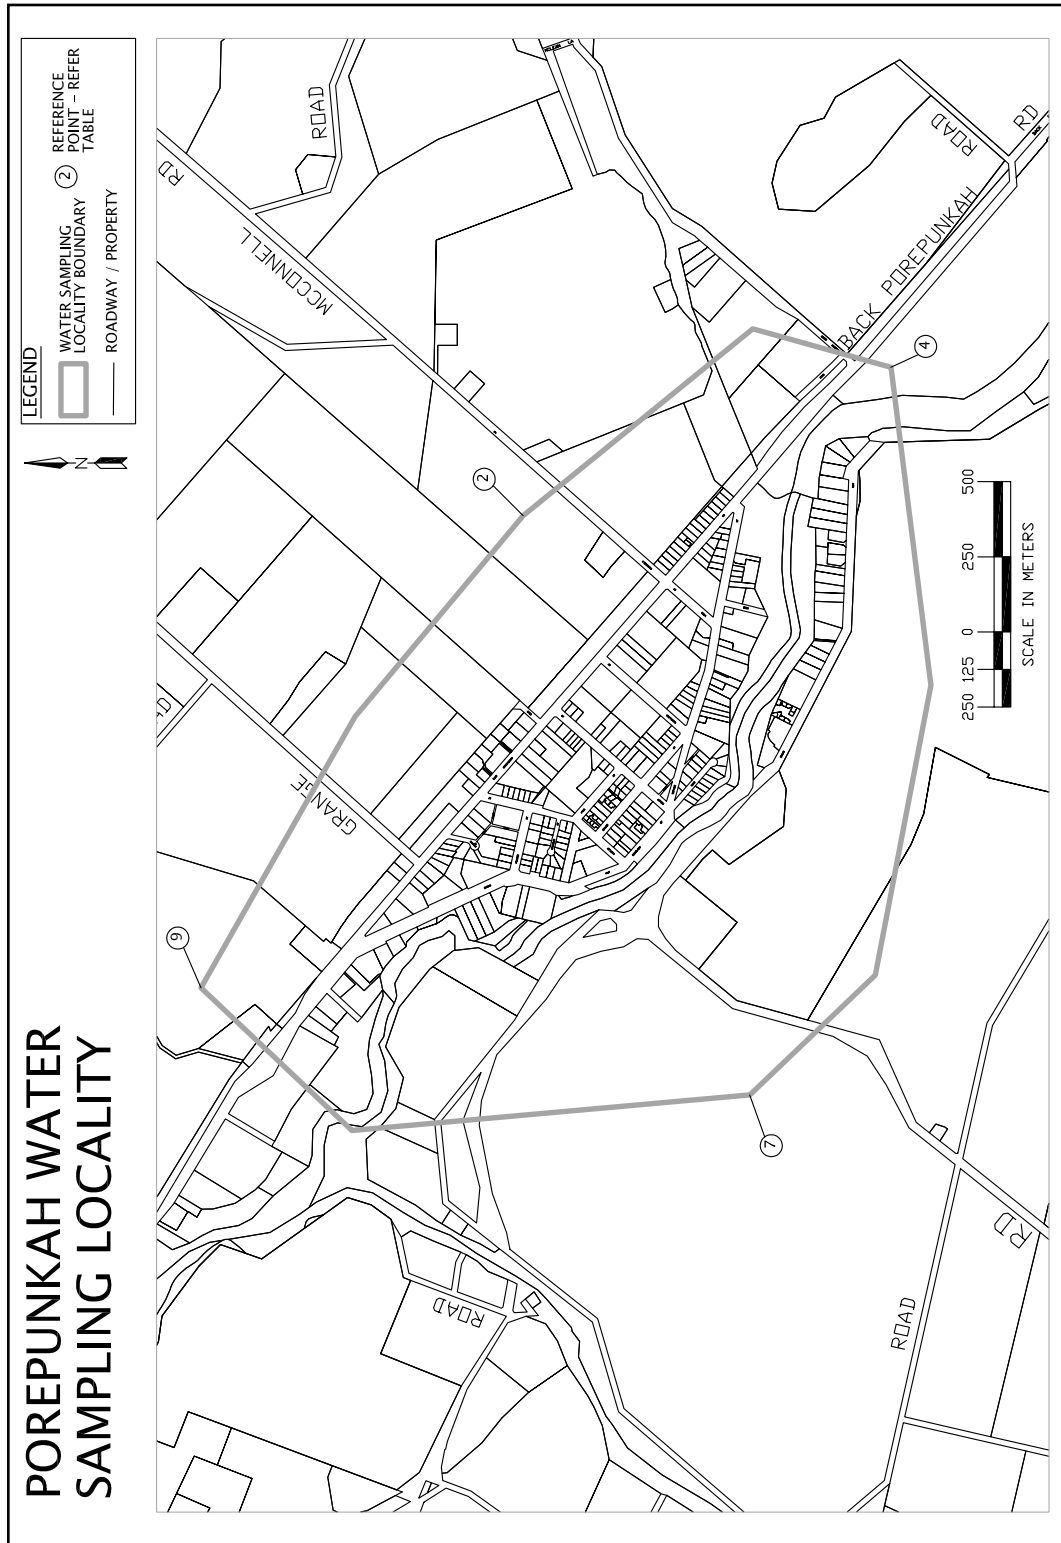 POREPUNKAH WATER
SAMPLING LOCALITY
LEGEND
WATER SAMPLING
LOCALITY BOUNDARY
ROADWAY / PROPERTY
2
REFERENCE
POINT - REFER
TABLE
N
RD
ROAD
MCCONNELL
GRANGE
9
2
ROAD
RD
BACK POREPUNKAH
4
7
ROAD
ROAD
RD
250 125 0 250 500
SCALE IN METERS